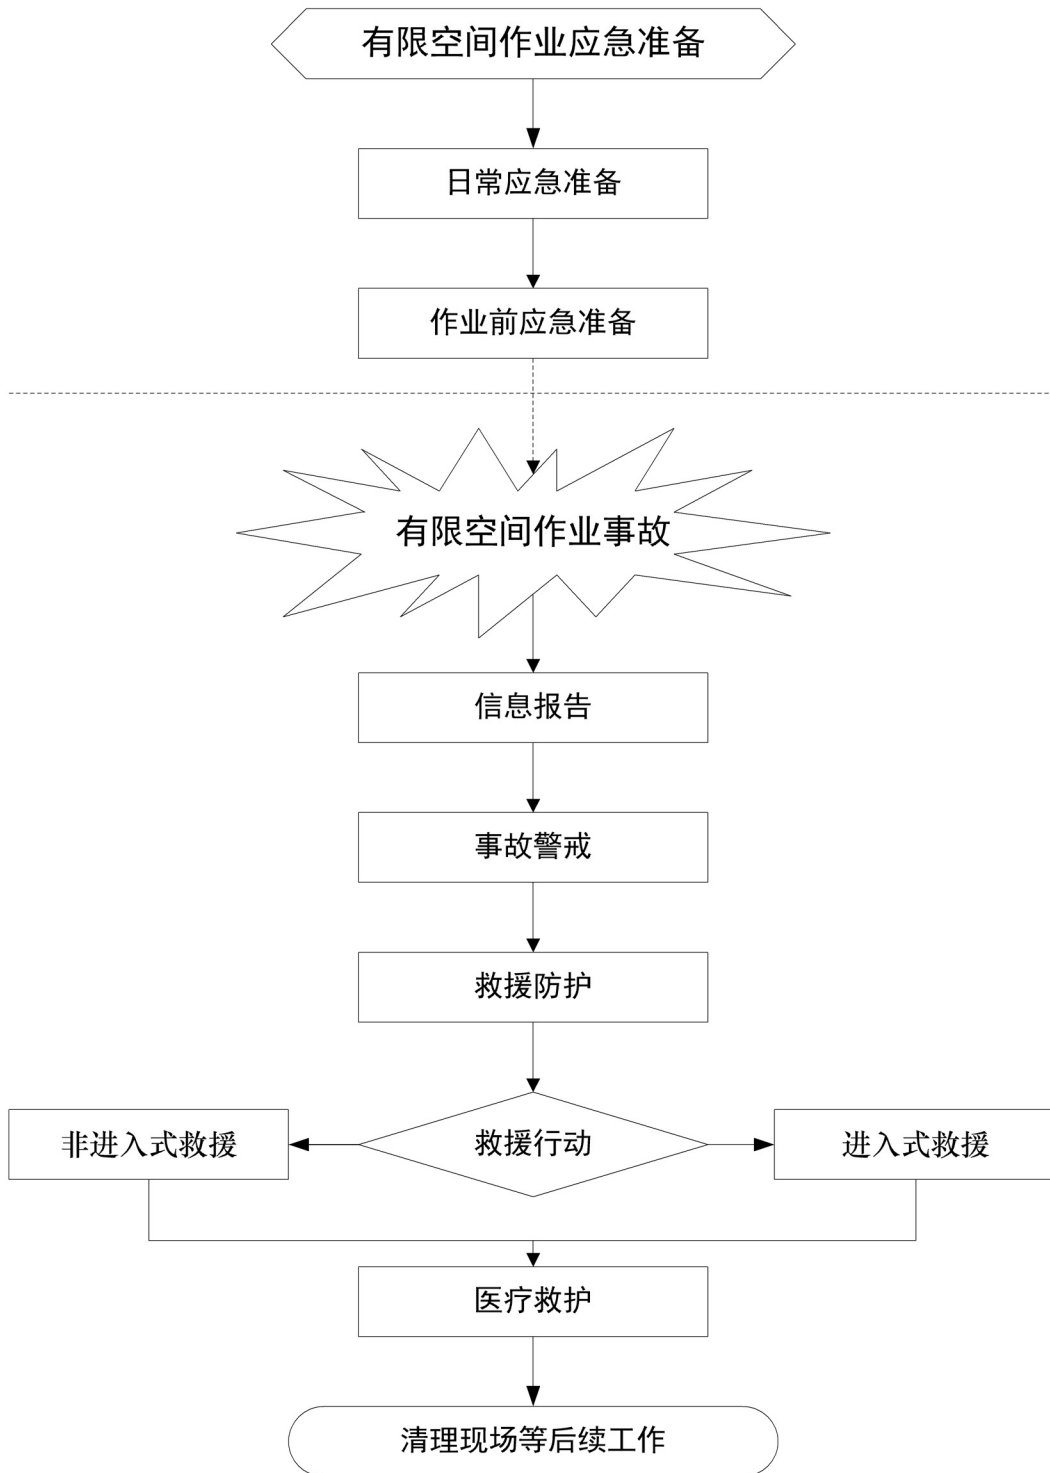 有限空间作业应急准备
日常应急准备
作业前应急准备
有限空间作业事故
信息报告
事故警戒
救援防护
非进入式救援
救援行动
进入式救援
医疗救护
清理现场等后续工作